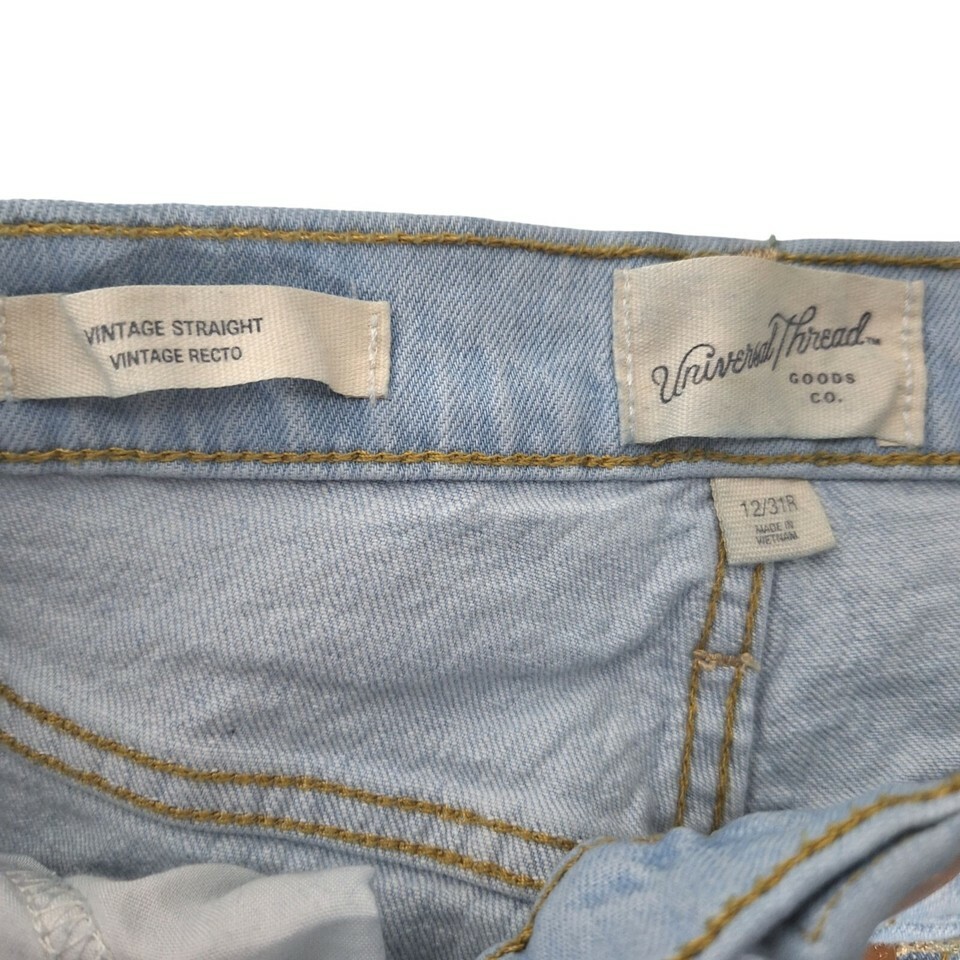 VINTAGE STRAIGHT
VINTAGE RECTO
Universal Thread™
GOODS
CO.
12/31R
MADE IN
VIETNAM